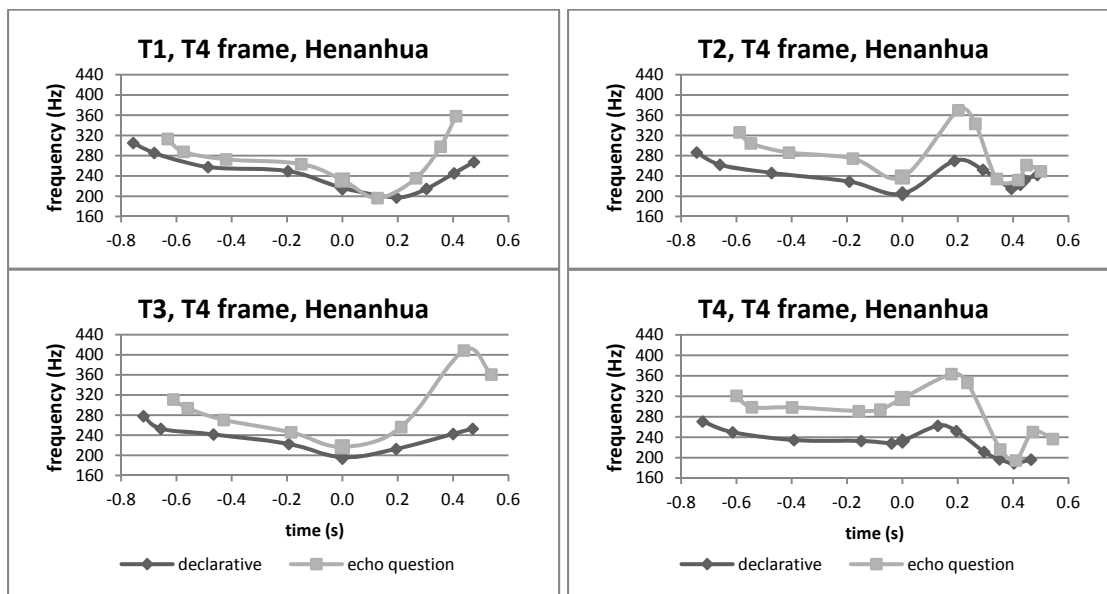 T1, T4 frame, Henanhua
frequency (Hz)
440
400
360
320
280
240
200
160
-0.8 -0.6 -0.4 -0.2 0.0 0.2 0.4 0.6
T2, T4 frame, Henanhua
frequency (Hz)
440
400
360
320
280
240
200
160
-0.8 -0.6 -0.4 -0.2 0.0 0.2 0.4 0.6
T3, T4 frame, Henanhua
frequency (Hz)
440
400
360
320
280
240
200
160
-0.8 -0.6 -0.4 -0.2 0.0 0.2 0.4 0.6
time (s)
declarative echo question
T4, T4 frame, Henanhua
frequency (Hz)
440
400
360
320
280
240
200
160
-0.8 -0.6 -0.4 -0.2 0.0 0.2 0.4 0.6
time (s)
declarative echo question